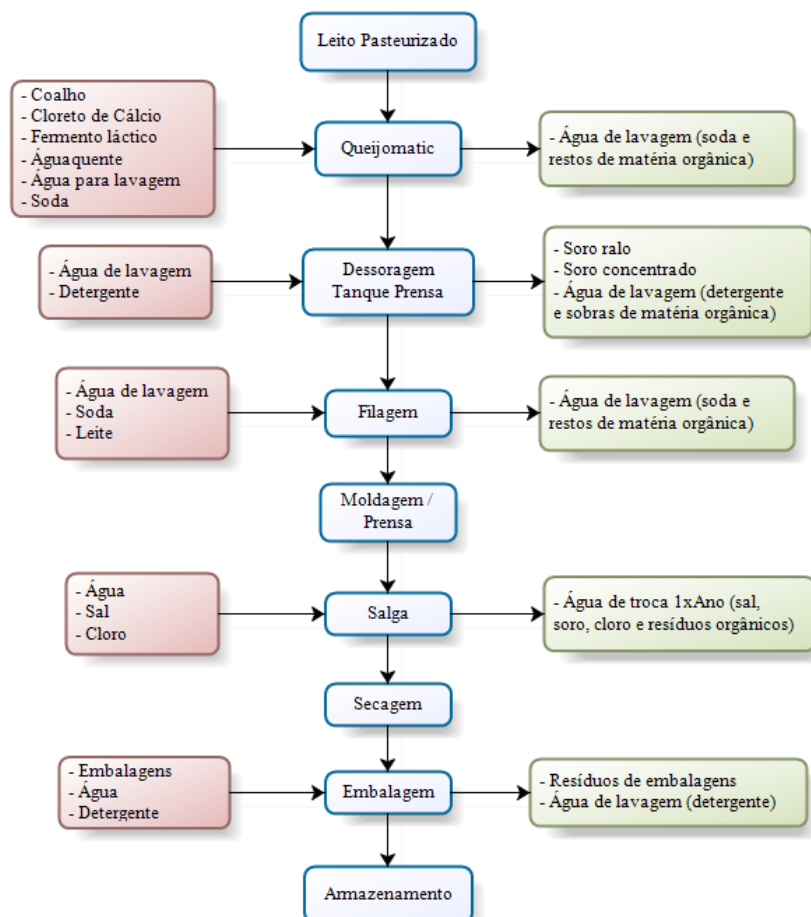 Leito Pasteurizado
- Coalho
- Cloreto de Cálcio
- Fermento láctico
- Águaquente
- Água para lavagem
- Soda
Queijomatic
- Água de lavagem (soda e
restos de matéria orgânica)
- Água de lavagem
- Detergente
Dessoragem
Tanque Prensa
- Soro ralo
- Soro concentrado
- Água de lavagem (detergente
e sobras de matéria orgânica)
- Água de lavagem
- Soda
- Leite
Filagem
- Água de lavagem (soda e
restos de matéria orgânica)
Moldagem /
Prensa
- Água
- Sal
- Cloro
Salga
- Água de troca 1xAno (sal,
soro, cloro e resíduos orgânicos)
Secagem
- Embalagens
- Água
- Detergente
Embalagem
- Resíduos de embalagens
- Água de lavagem (detergente)
Armazenamento